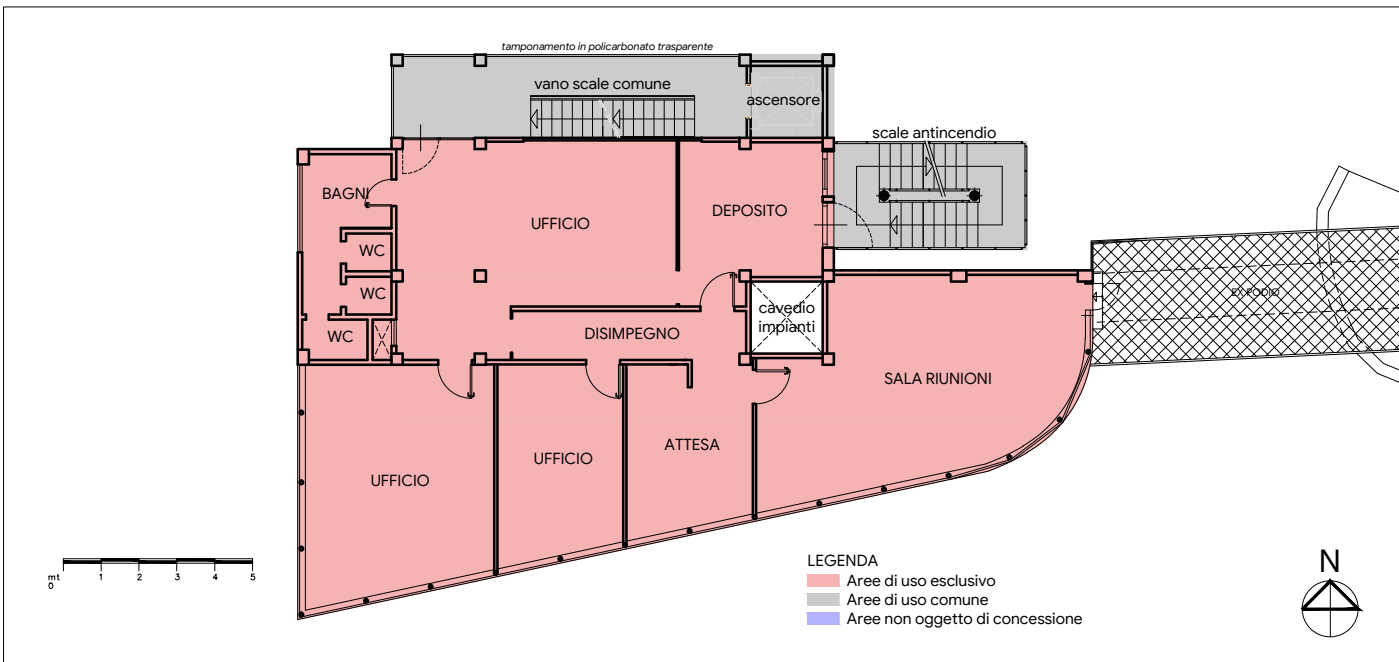 tamponamento in policarbonato trasparente
vano scale comune
ascensore
scale antincendio
BAGNI
UFFICIO
DEPOSITO
WC
WC
WC
DISIMPEGNO
cavedio
impianti
EX PODIO
SALA RIUNIONI
UFFICIO
UFFICIO
ATTESA
mt
0 1 2 3 4 5
LEGENDA
Aree di uso esclusivo
Aree di uso comune
Aree non oggetto di concessione
N